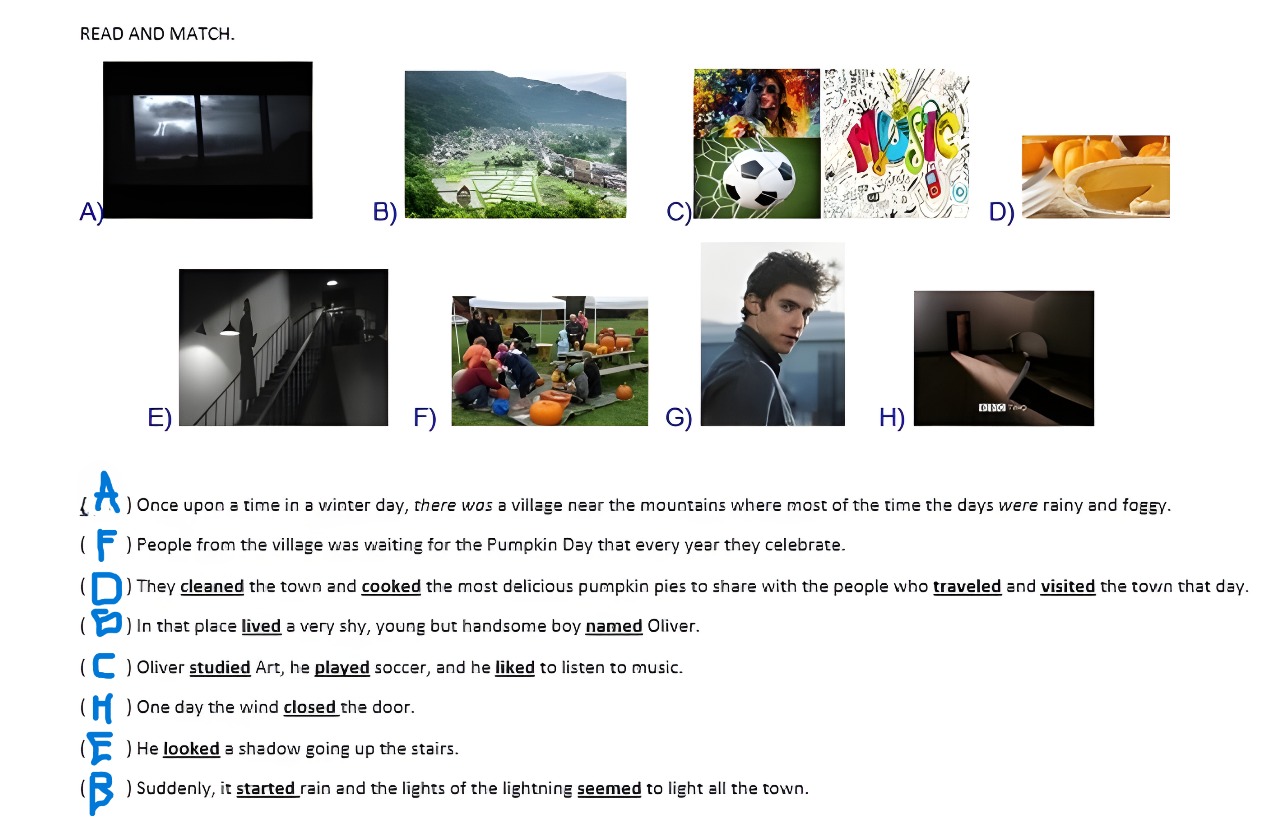 READ AND MATCH.
MUSIC
A) B) C) D)
BBC Two
E) F) G) H)
( A ) Once upon a time in a winter day, there was a village near the mountains where most of the time the days were rainy and foggy.
( F ) People from the village was waiting for the Pumpkin Day that every year they celebrate.
( D ) They cleaned the town and cooked the most delicious pumpkin pies to share with the people who traveled and visited the town that day.
( ) In that place lived a very shy, young but handsome boy named Oliver.
( C ) Oliver studied Art, he played soccer, and he liked to listen to music.
( H ) One day the wind closed the door.
( E ) He looked a shadow going up the stairs.
( B ) Suddenly, it started rain and the lights of the lightning seemed to light all the town.